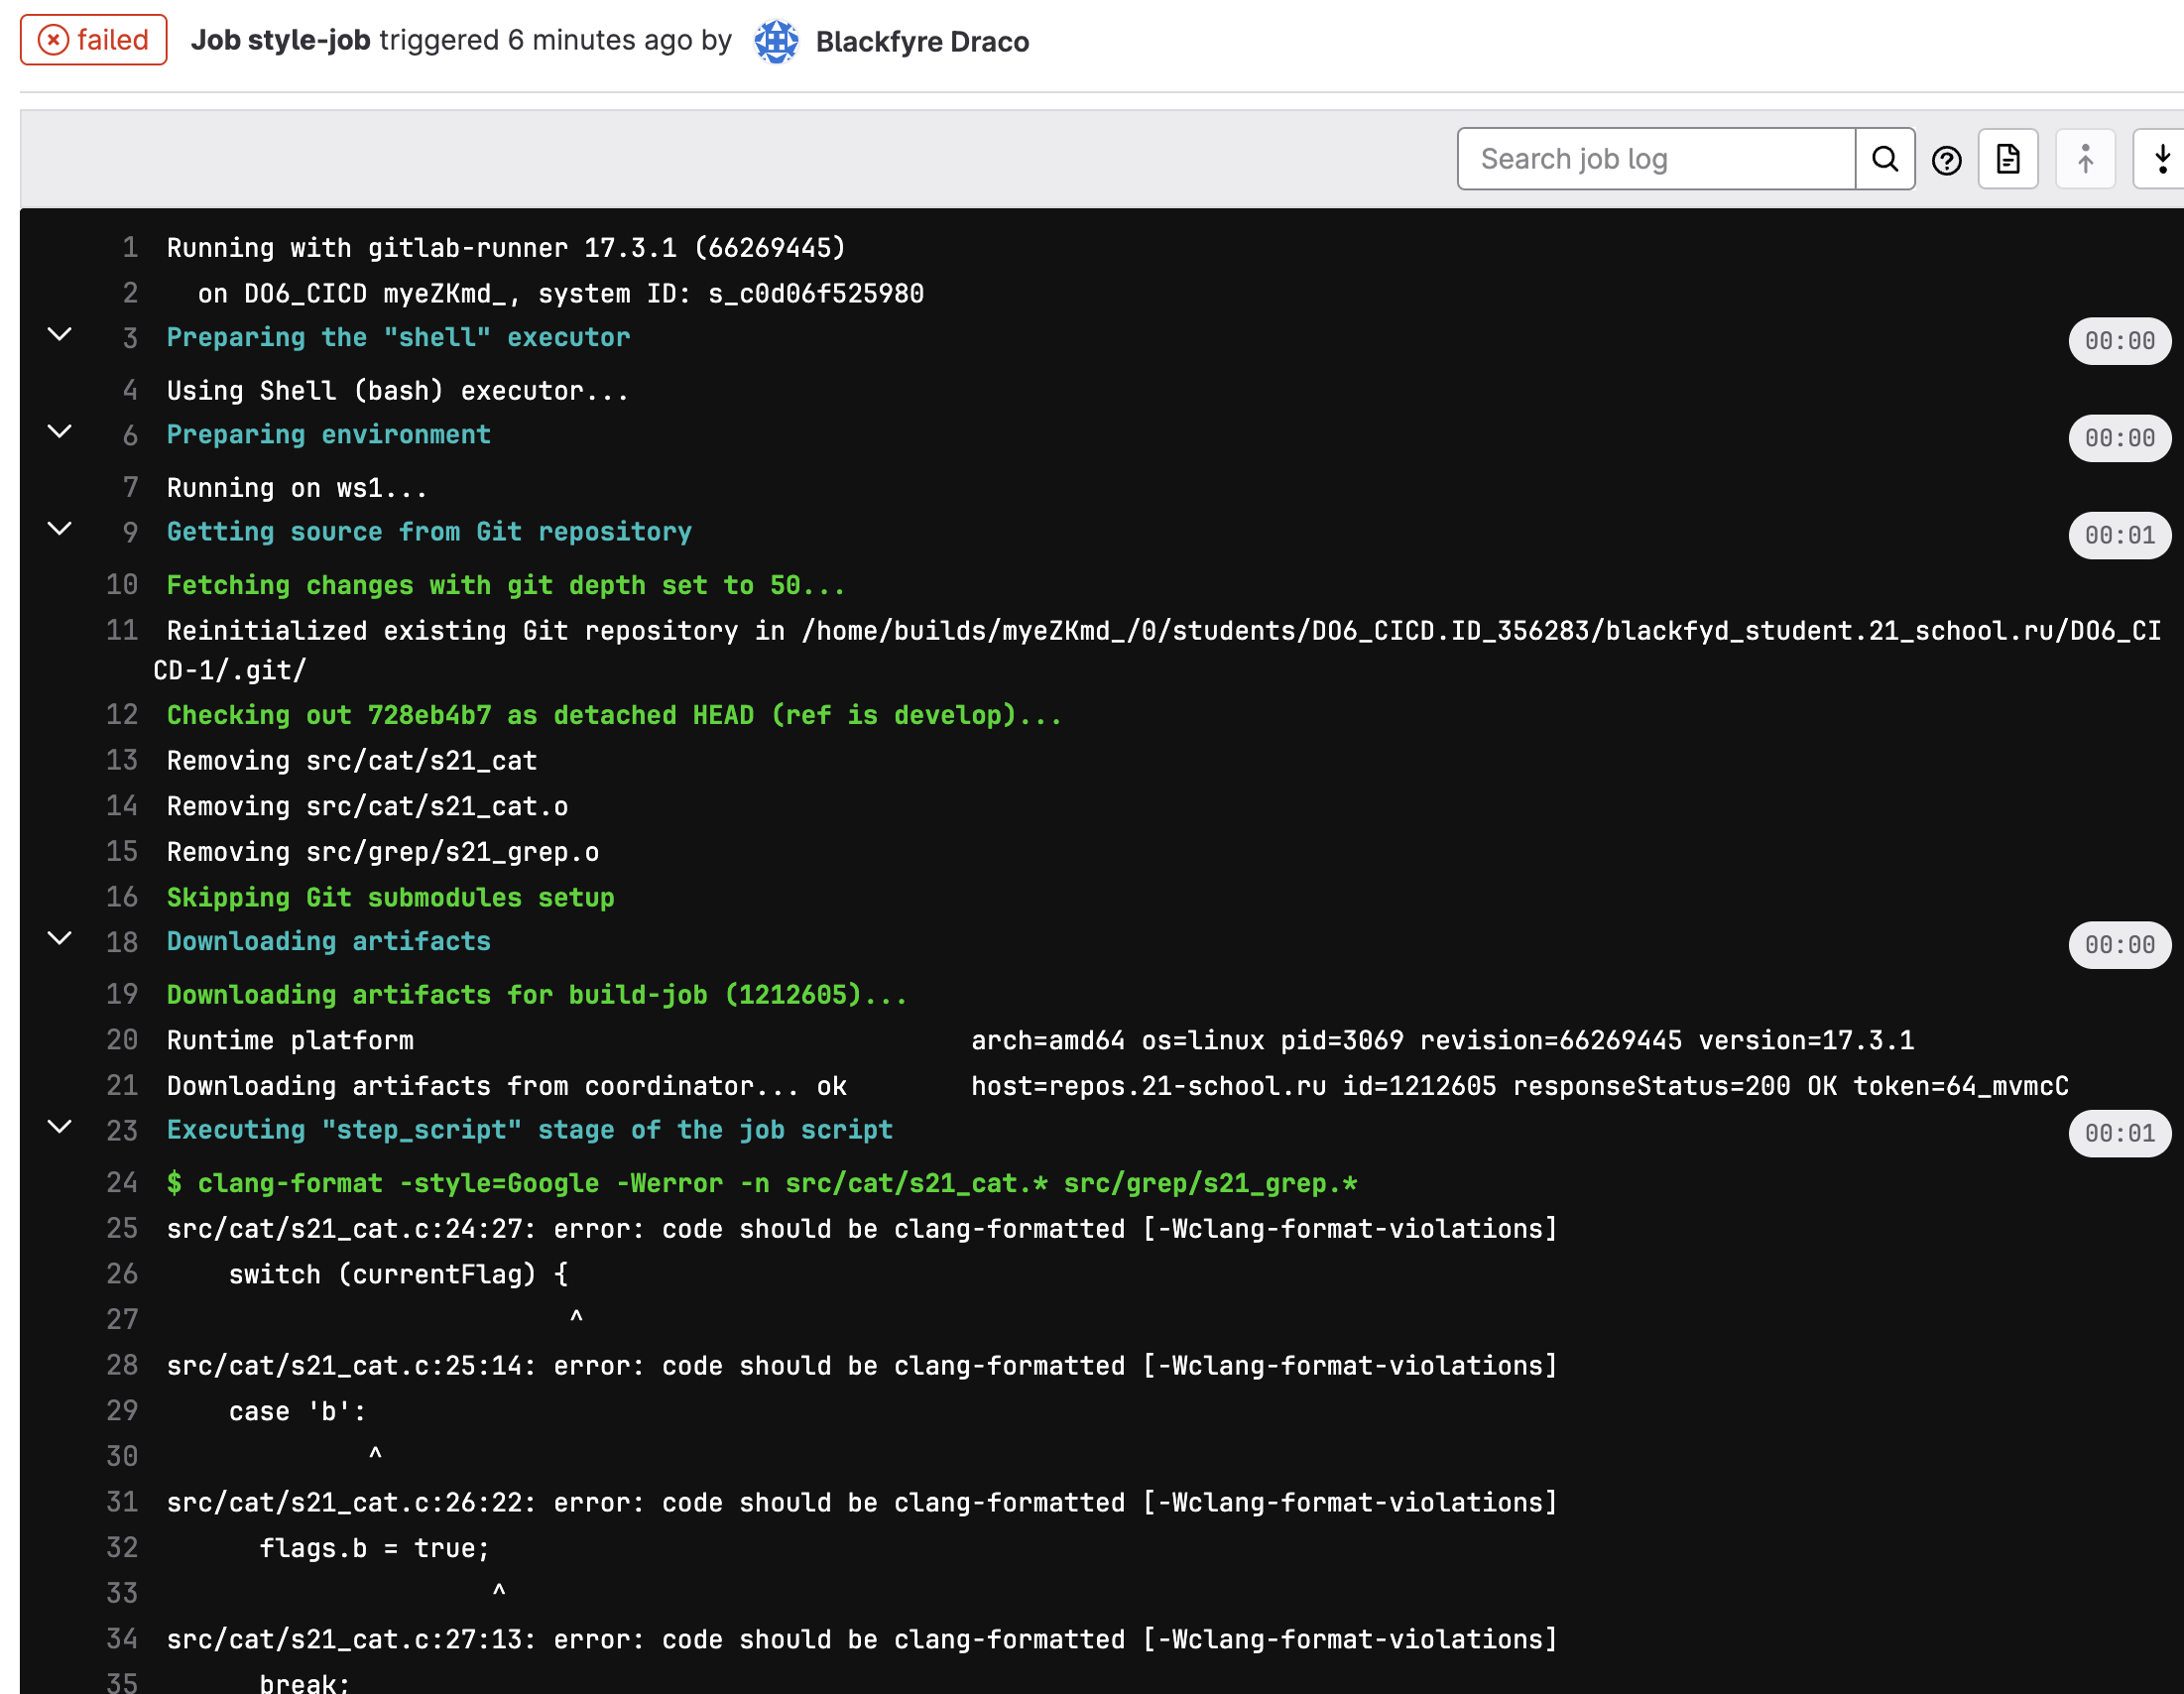 failed Job style-job triggered 6 minutes ago by Blackfyre Draco
Search job log
1 Running with gitlab-runner 17.3.1 (66269445)
2 on DO6_CICD myeZKmd_, system ID: s_c0d06f525980
3 Preparing the "shell" executor 00:00
4 Using Shell (bash) executor...
6 Preparing environment 00:00
7 Running on ws1...
9 Getting source from Git repository 00:01
10 Fetching changes with git depth set to 50...
11 Reinitialized existing Git repository in /home/builds/myeZKmd_/0/students/DO6_CICD.ID_356283/blackfyd_student.21_school.ru/DO6_CI
CD-1/.git/
12 Checking out 728eb4b7 as detached HEAD (ref is develop)...
13 Removing src/cat/s21_cat
14 Removing src/cat/s21_cat.o
15 Removing src/grep/s21_grep.o
16 Skipping Git submodules setup
18 Downloading artifacts 00:00
19 Downloading artifacts for build-job (1212605)...
20 Runtime platform arch=amd64 os=linux pid=3069 revision=66269445 version=17.3.1
21 Downloading artifacts from coordinator... ok host=repos.21-school.ru id=1212605 responseStatus=200 OK token=64_mvmcC
23 Executing "step_script" stage of the job script 00:01
24 $ clang-format -style=Google -Werror -n src/cat/s21_cat.* src/grep/s21_grep.*
25 src/cat/s21_cat.c:24:27: error: code should be clang-formatted [-Wclang-format-violations]
26 switch (currentFlag) {
27 ^
28 src/cat/s21_cat.c:25:14: error: code should be clang-formatted [-Wclang-format-violations]
29 case 'b':
30 ^
31 src/cat/s21_cat.c:26:22: error: code should be clang-formatted [-Wclang-format-violations]
32 flags.b = true;
33 ^
34 src/cat/s21_cat.c:27:13: error: code should be clang-formatted [-Wclang-format-violations]
35 break;